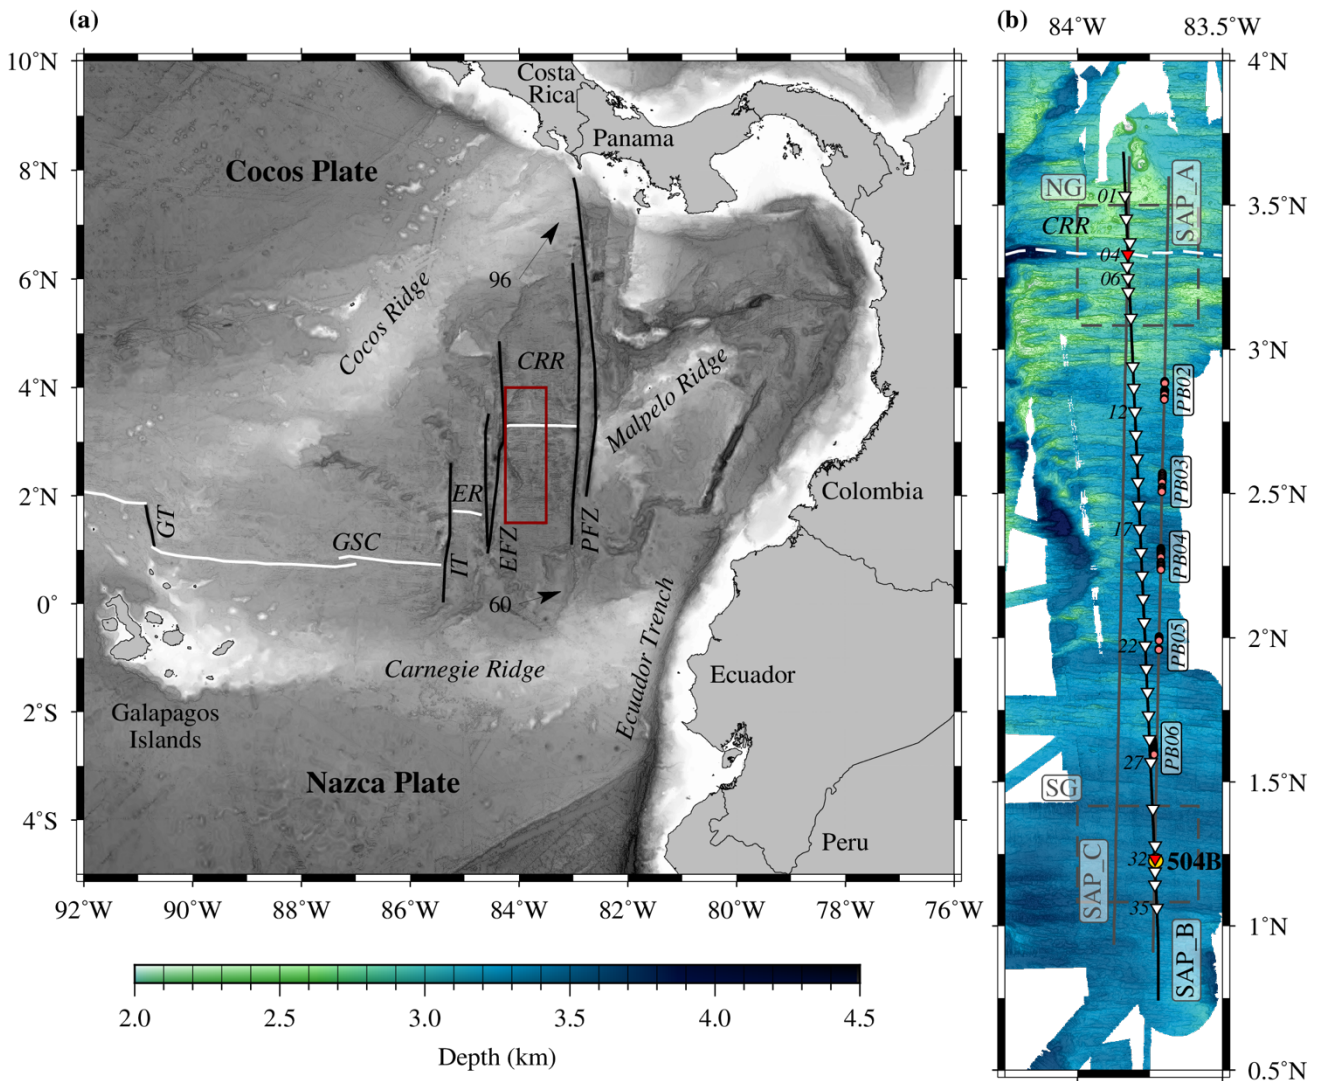 (a)
(b)
84°W
83.5°W
10°N
8°N
6°N
4°N
2°N
0°
2°S
4°S
92°W
90°W
88°W
86°W
84°W
82°W
80°W
78°W
76°W
Costa
Rica
Panama
Cocos Plate
96
Cocos Ridge
CRR
Malpelo Ridge
Colombia
GT
ER
GSC
IT
EFZ
PFZ
60
Carnegie Ridge
Ecuador Trench
Ecuador
Galapagos
Islands
Nazca Plate
Peru
2.0
2.5
3.0
3.5
4.0
4.5
Depth (km)
4°N
3.5°N
3°N
2.5°N
2°N
1.5°N
1°N
0.5°N
NG
01
SAP_A
CRR
04
06
PB02
12
PB03
17
PB04
22
PB05
PB06
27
SG
32
504B
SAP_C
35
SAP_B